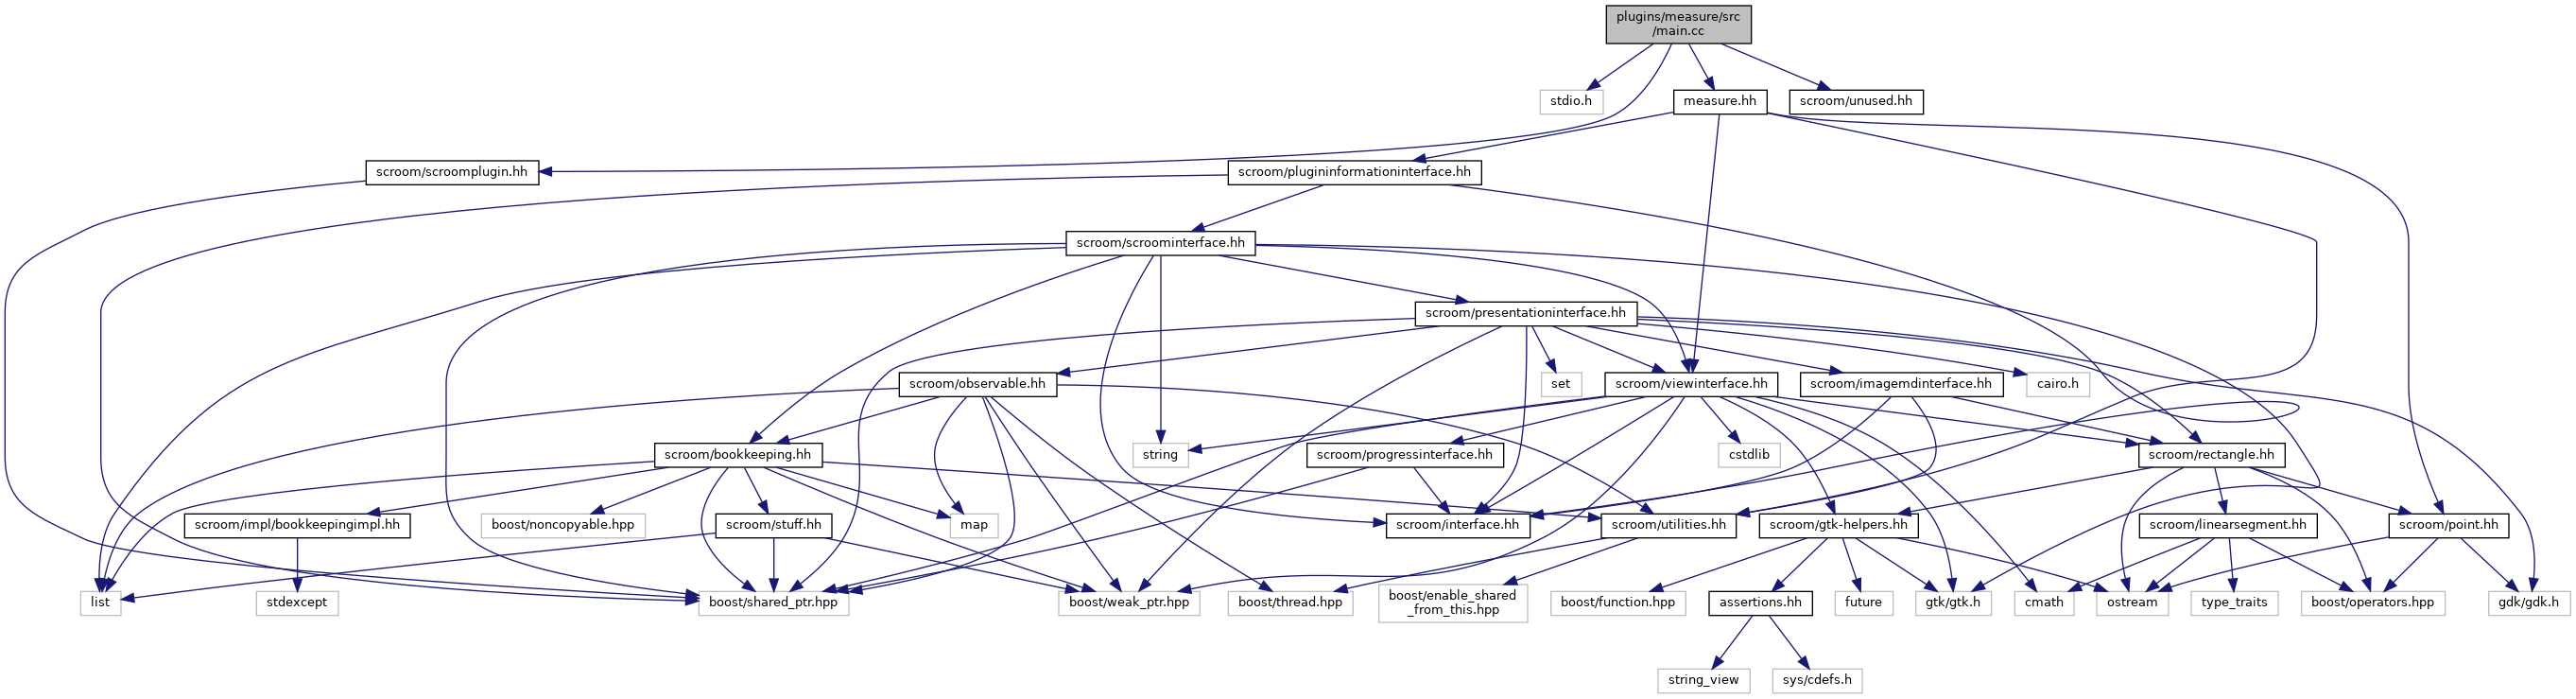 plugins/measure/src
/main.cc
stdio.h
measure.hh
scroom/unused.hh
scroom/scroomplugin.hh
scroom/plugininformationinterface.hh
scroom/scroominterface.hh
scroom/presentationinterface.hh
scroom/observable.hh
set
scroom/viewinterface.hh
scroom/imagemdinterface.hh
cairo.h
scroom/bookkeeping.hh
string
scroom/progressinterface.hh
cstdlib
scroom/rectangle.hh
scroom/impl/bookkeepingimpl.hh
boost/noncopyable.hpp
scroom/stuff.hh
map
scroom/interface.hh
scroom/utilities.hh
scroom/gtk-helpers.hh
scroom/linearsegment.hh
scroom/point.hh
list
stdexcept
boost/shared_ptr.hpp
boost/weak_ptr.hpp
boost/thread.hpp
boost/enable_shared
_from_this.hpp
boost/function.hpp
assertions.hh
future
gtk/gtk.h
cmath
ostream
type_traits
boost/operators.hpp
gdk/gdk.h
string_view
sys/cdefs.h